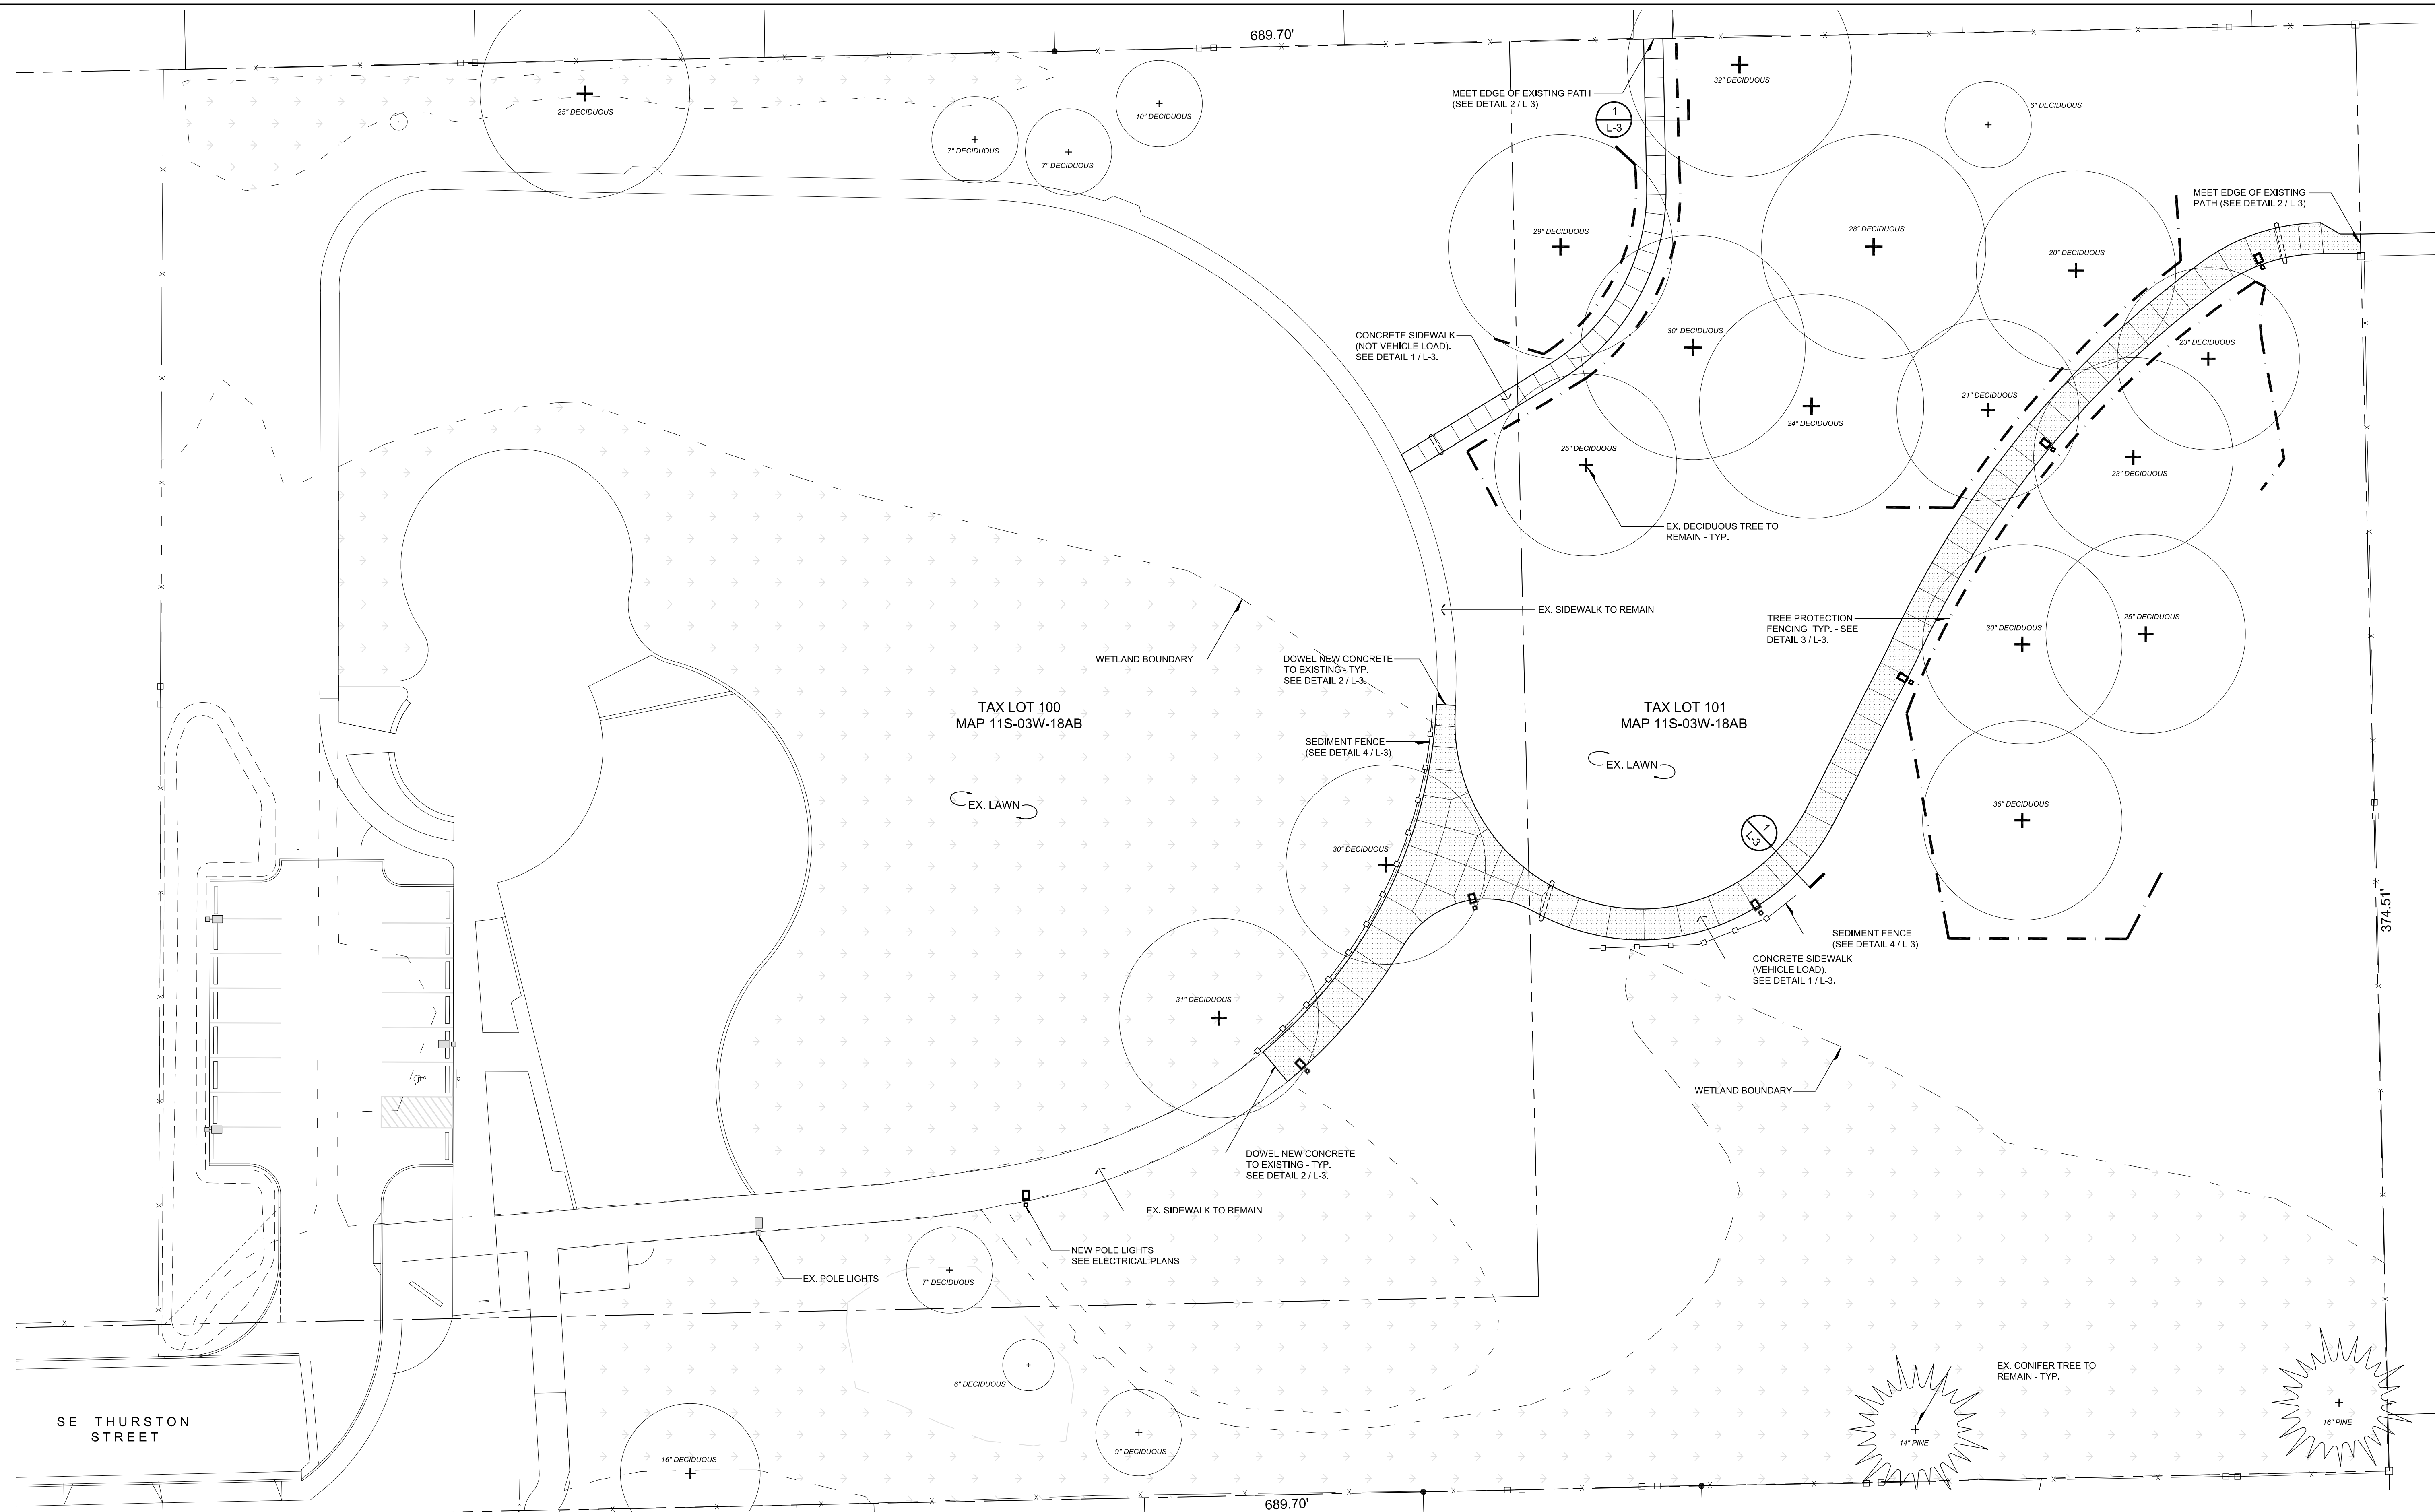 689.70'
25" DECIDUOUS
7" DECIDUOUS
7" DECIDUOUS
10" DECIDUOUS
MEET EDGE OF EXISTING PATH
(SEE DETAIL 2 / L-3)
1
L-3
32" DECIDUOUS
6" DECIDUOUS
MEET EDGE OF EXISTING
PATH (SEE DETAIL 2 / L-3)
29" DECIDUOUS
28" DECIDUOUS
20" DECIDUOUS
CONCRETE SIDEWALK
(NOT VEHICLE LOAD).
SEE DETAIL 1 / L-3.
30" DECIDUOUS
23" DECIDUOUS
21" DECIDUOUS
24" DECIDUOUS
25" DECIDUOUS
23" DECIDUOUS
EX. DECIDUOUS TREE TO
REMAIN - TYP.
EX. SIDEWALK TO REMAIN
TREE PROTECTION
FENCING TYP. - SEE
DETAIL 3 / L-3.
30" DECIDUOUS
25" DECIDUOUS
WETLAND BOUNDARY
DOWEL NEW CONCRETE
TO EXISTING - TYP.
SEE DETAIL 2 / L-3.
TAX LOT 100
MAP 11S-03W-18AB
TAX LOT 101
MAP 11S-03W-18AB
SEDIMENT FENCE
(SEE DETAIL 4 / L-3)
EX. LAWN
EX. LAWN
36" DECIDUOUS
1
L-3
30" DECIDUOUS
374.51'
SEDIMENT FENCE
(SEE DETAIL 4 / L-3)
CONCRETE SIDEWALK
(VEHICLE LOAD).
SEE DETAIL 1 / L-3.
31" DECIDUOUS
WETLAND BOUNDARY
DOWEL NEW CONCRETE
TO EXISTING - TYP.
SEE DETAIL 2 / L-3.
EX. SIDEWALK TO REMAIN
NEW POLE LIGHTS
SEE ELECTRICAL PLANS
EX. POLE LIGHTS
7" DECIDUOUS
6" DECIDUOUS
EX. CONIFER TREE TO
REMAIN - TYP.
SE THURSTON
STREET
16" DECIDUOUS
9" DECIDUOUS
14" PINE
16" PINE
689.70'